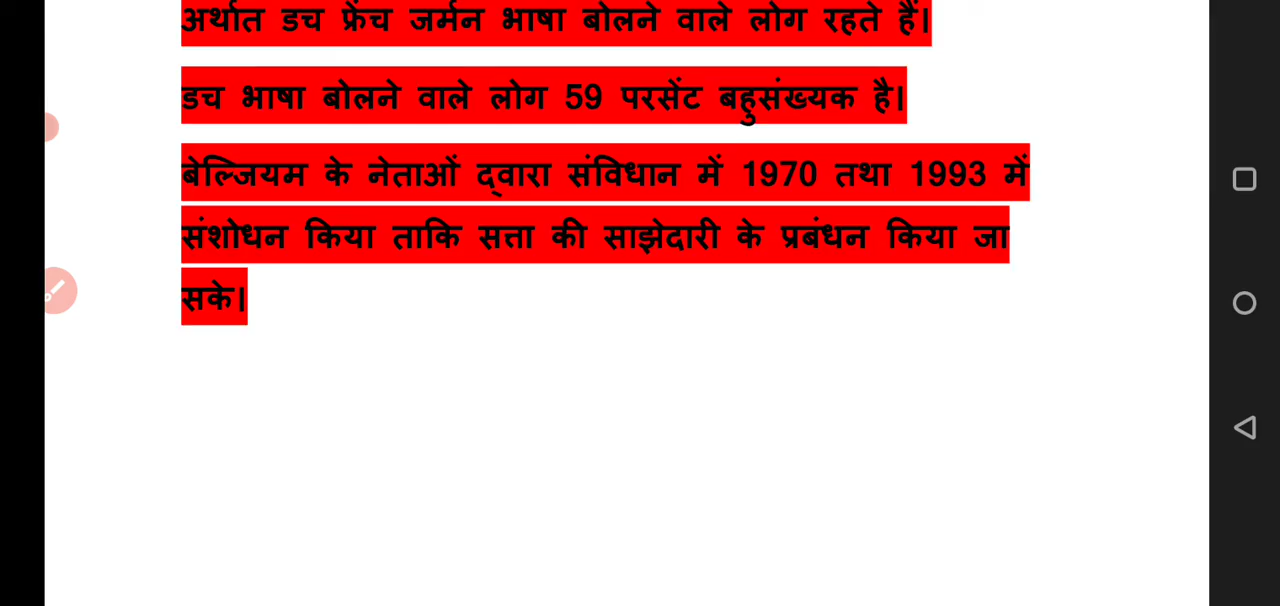 अर्थात डच फ्रेंच जर्मन भाषा बोलने वाले लोग रहते हैं।
डच भाषा बोलने वाले लोग 59 परसेंट बहुसंख्यक है।
बेल्जियम के नेताओं द्वारा संविधान में 1970 तथा 1993 में
संशोधन किया ताकि सत्ता की साझेदारी के प्रबंधन किया जा
सके।